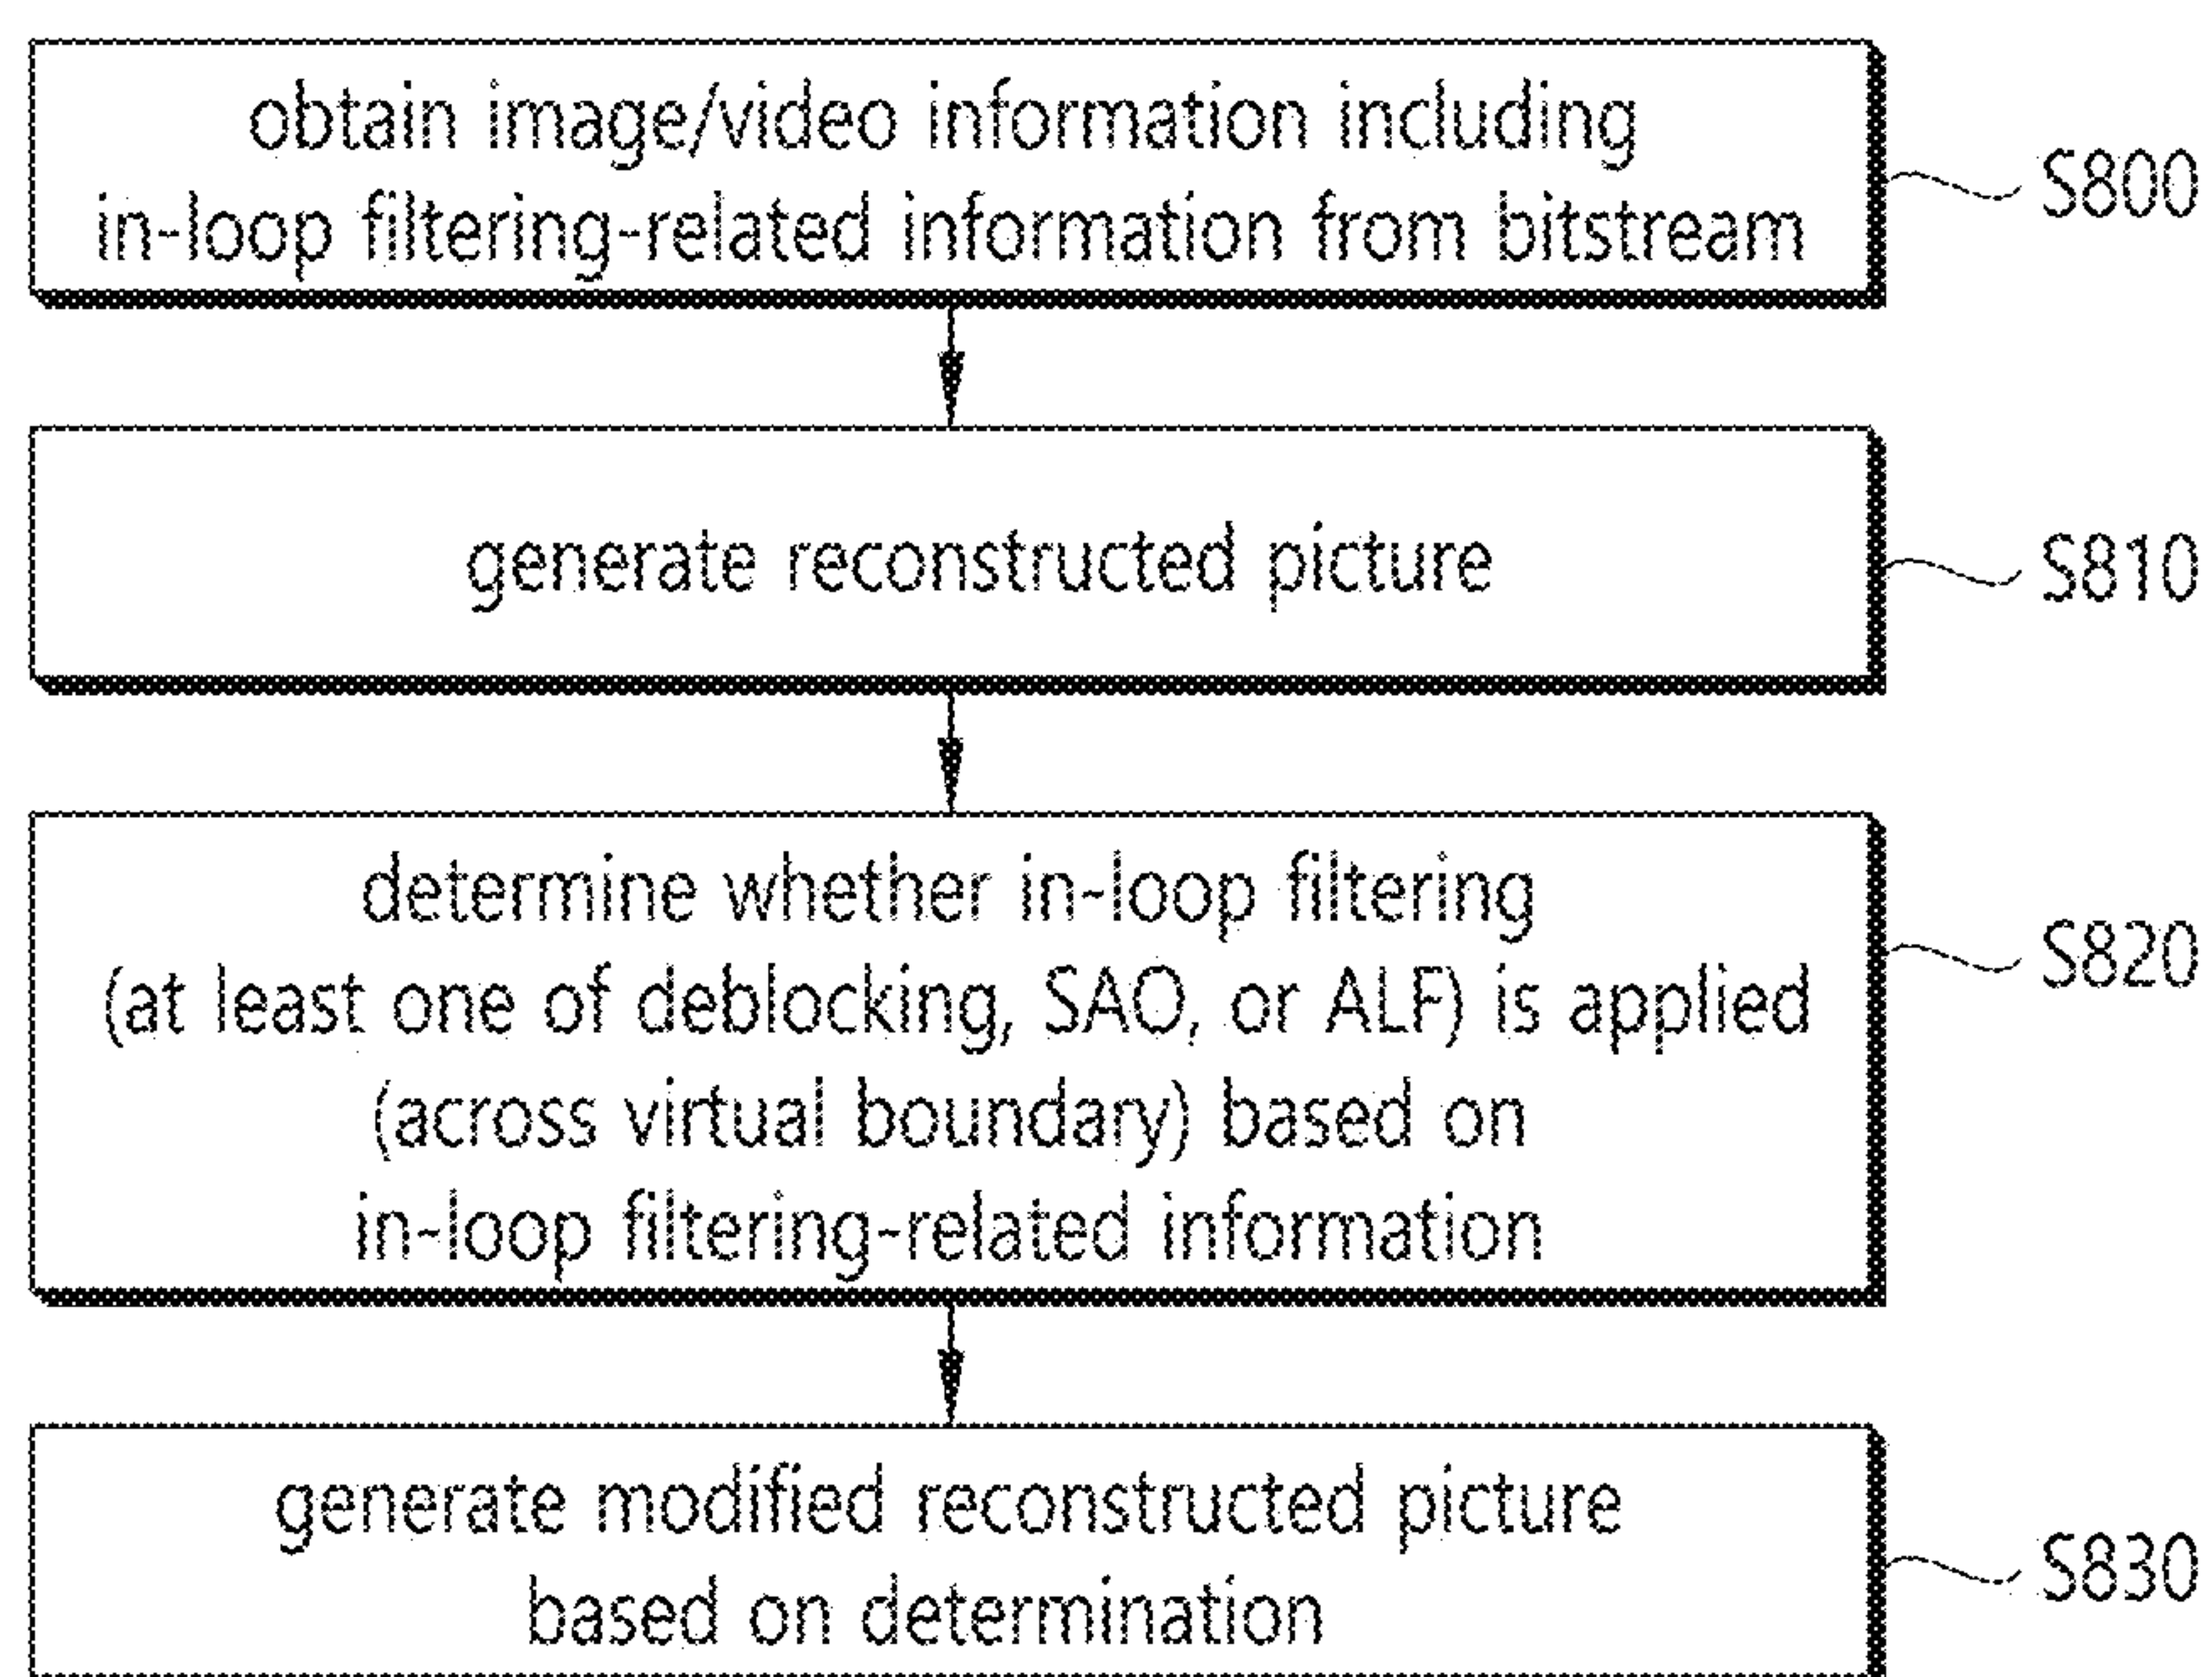 obtain image/video information including
in-loop filtering-related information from bitstream
S800
generate reconstructed picture
S810
determine whether in-loop filtering
(at least one of deblocking, SAO, or ALF) is applied
(across virtual boundary) based on
in-loop filtering-related information
S820
generate modified reconstructed picture
based on determination
S830